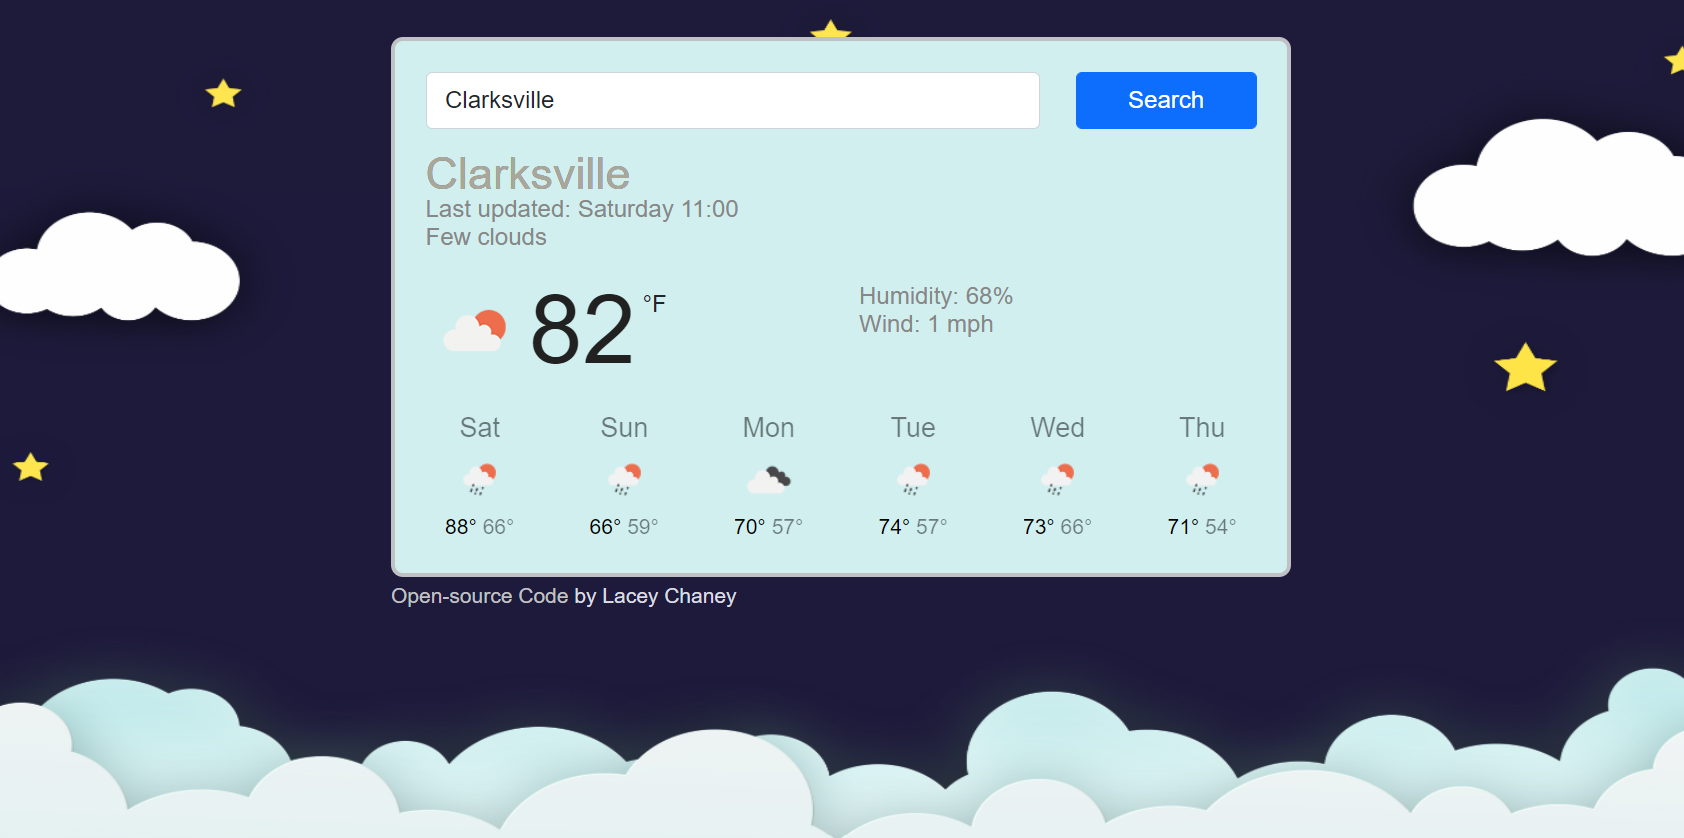 Clarksville
Search
Clarksville
Last updated: Saturday 11:00
Few clouds
82 °F
Humidity: 68%
Wind: 1 mph
Sat Sun Mon Tue Wed Thu
88° 66° 66° 59° 70° 57° 74° 57° 73° 66° 71° 54°
Open-source Code by Lacey Chaney